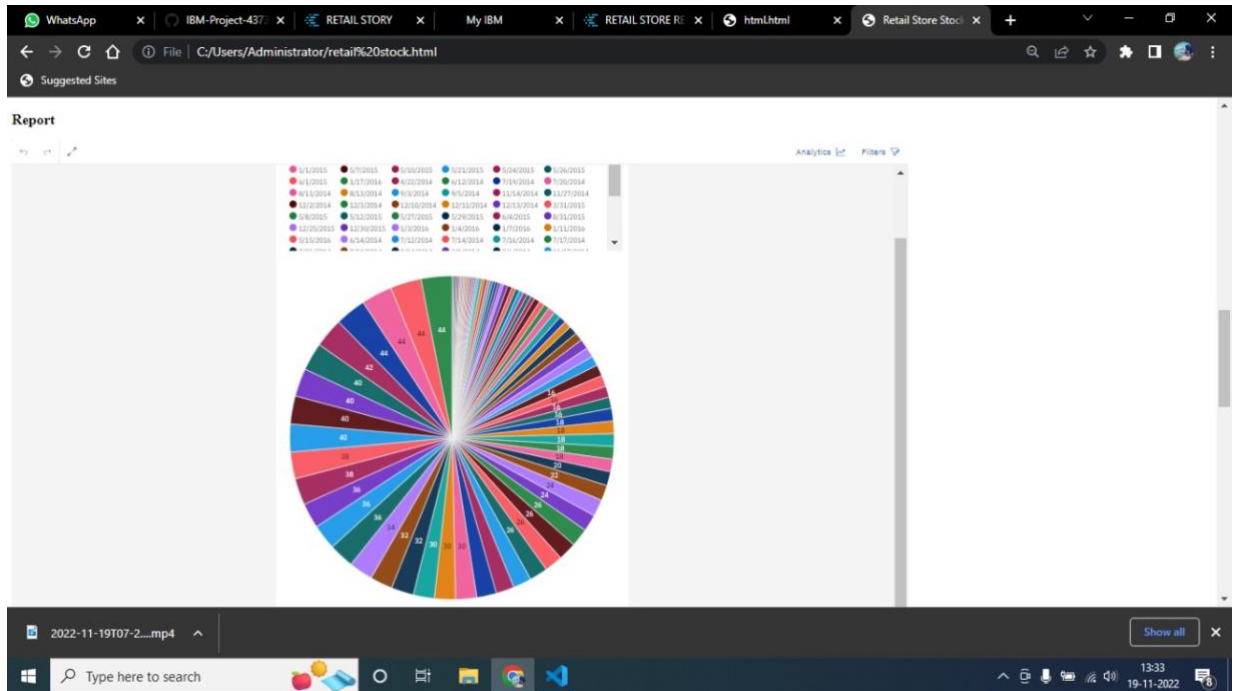 WhatsApp IBM-Project-4373 RETAIL STORY My IBM RETAIL STORE RE html.html Retail Store Stock
File C:/Users/Administrator/retail%20stock.html
Suggested Sites
Report
Analytics Filters
1/1/2015 5/7/2015 5/10/2015 5/21/2015 5/24/2015 5/26/2015
6/1/2015 1/17/2016 4/22/2014 6/12/2014 7/19/2014 7/20/2014
8/11/2014 8/13/2014 9/3/2014 9/5/2014 11/14/2014 11/27/2014
12/2/2014 12/3/2014 12/10/2014 12/11/2014 12/13/2014 3/31/2015
5/8/2015 5/12/2015 5/27/2015 5/29/2015 6/4/2015 8/31/2015
12/25/2015 12/30/2015 1/3/2016 1/4/2016 1/7/2016 1/11/2016
5/15/2016 6/14/2014 7/12/2014 7/14/2014 7/16/2014 7/17/2014
44
44
44
44
42
40
40
40
40
38
38
36
36
36
34
32
32
30
30
30
26
26
26
24
24
22
20
18
18
18
18
18
16
16
16
16
2022-11-19T07-2....mp4
Show all
Type here to search
13:33
19-11-2022
8